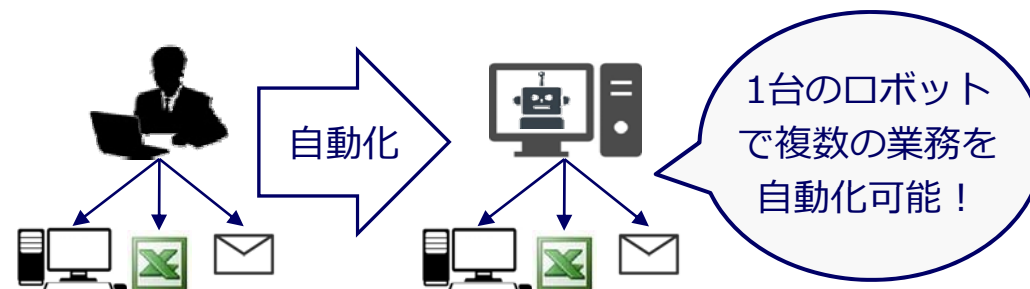 自動化
1台のロボット
で複数の業務を
自動化可能！